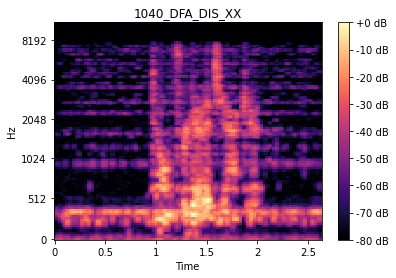 1040_DFA_DIS_XX
+0 dB
8192
-10 dB
4096
-20 dB
-30 dB
2048
Hz
-40 dB
1024
-50 dB
512
-60 dB
-70 dB
0
-80 dB
0 0.5 1 1.5 2 2.5
Time